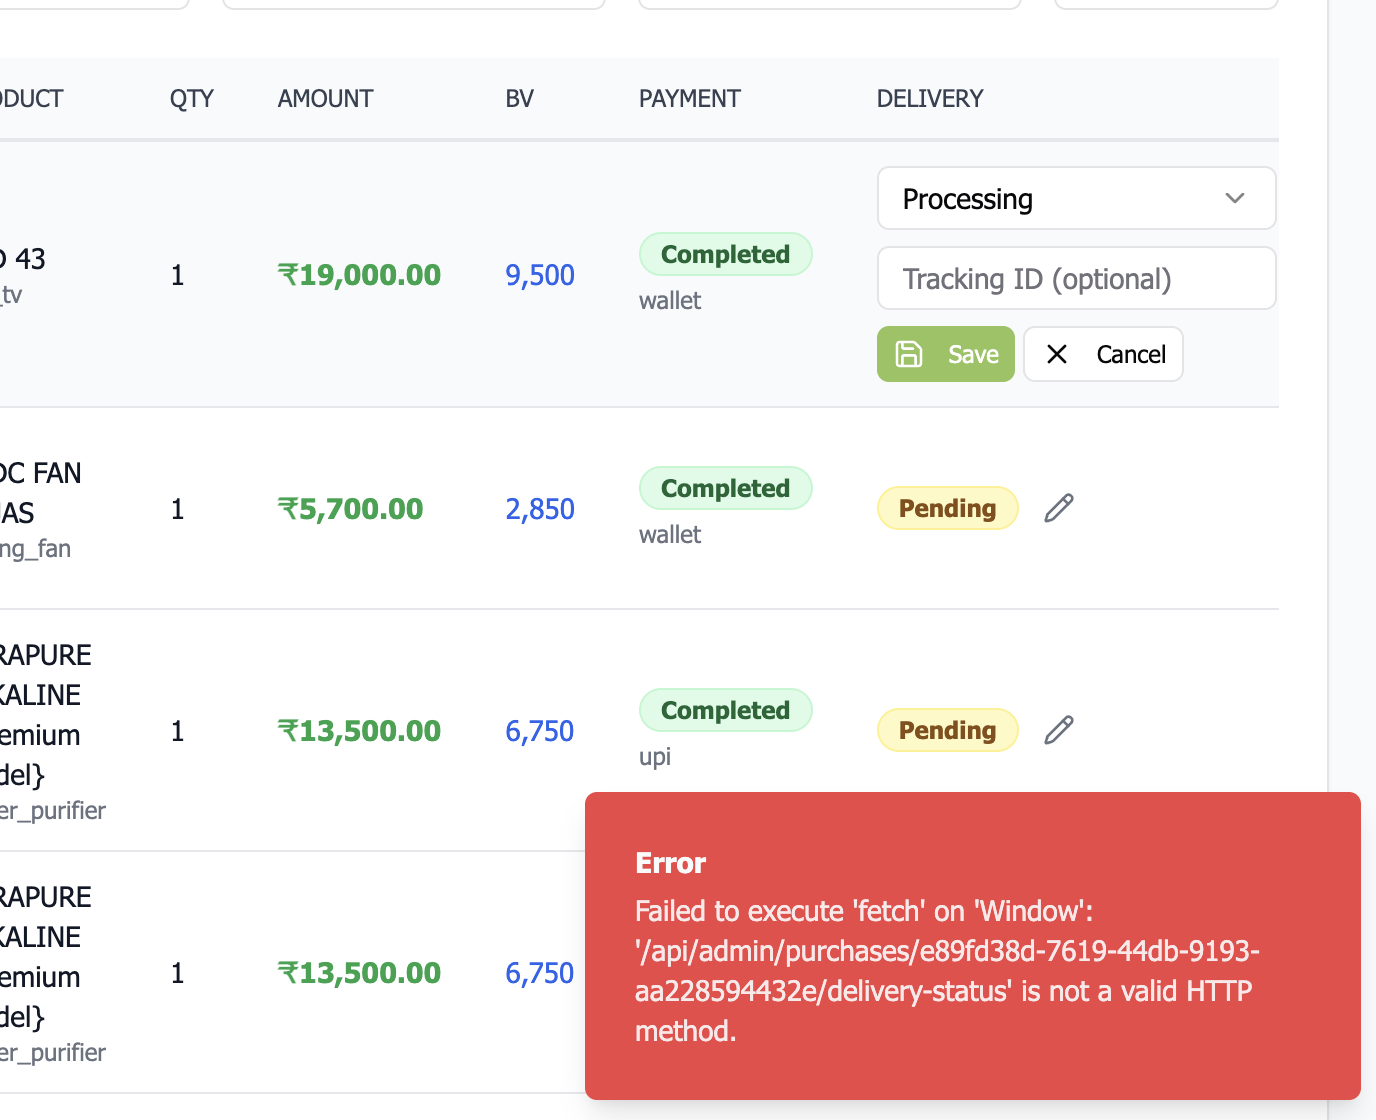 ODUCT QTY AMOUNT BV PAYMENT DELIVERY
Processing
43
_tv
1
₹19,000.00
9,500
Completed
wallet
Tracking ID (optional)
Save
Cancel
DC FAN
JAS
ng_fan
1
₹5,700.00
2,850
Completed
wallet
Pending
RAPURE
KALINE
emium
del}
er_purifier
1
₹13,500.00
6,750
Completed
upi
Pending
RAPURE
KALINE
emium
del}
er_purifier
1
₹13,500.00
6,750
Error
Failed to execute 'fetch' on 'Window':
'/api/admin/purchases/e89fd38d-7619-44db-9193-
aa228594432e/delivery-status' is not a valid HTTP
method.